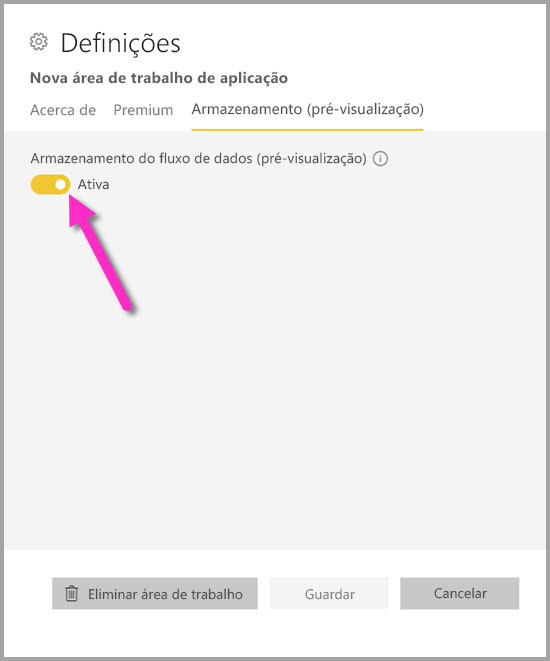 Definições
Nova área de trabalho de aplicação
Acerca de Premium Armazenamento (pré-visualização)
Armazenamento do fluxo de dados (pré-visualização)
Ativa
Eliminar área de trabalho Guardar Cancelar